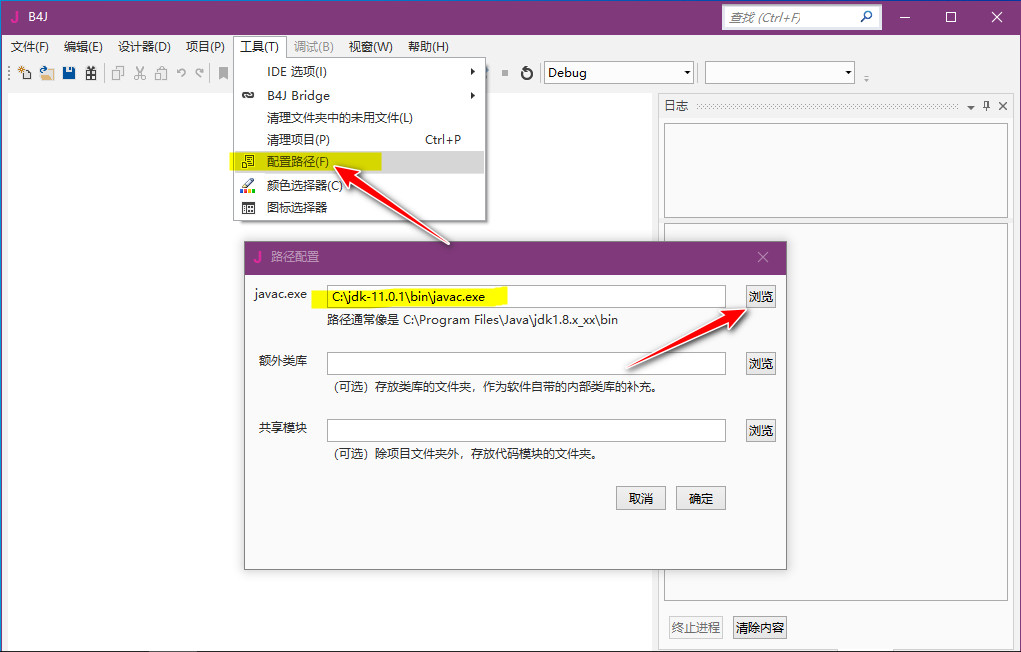 B4J
查找 (Ctrl+F)
文件(F) 编辑(E) 设计器(D) 项目(P) 工具(T) 调试(B) 视窗(W) 帮助(H)
Debug
IDE 选项(I)
B4J Bridge
清理文件夹中的未用文件(L)
清理项目(P) Ctrl+P
配置路径(F)
颜色选择器(C)
图标选择器
日志
路径配置
javac.exe C:\jdk-11.0.1\bin\javac.exe 浏览
路径通常像是 C:\Program Files\Java\jdk1.8.x_xx\bin
额外类库 浏览
（可选）存放类库的文件夹，作为软件自带的内部类库的补充。
共享模块 浏览
（可选）除项目文件夹外，存放代码模块的文件夹。
取消 确定
终止进程 清除内容